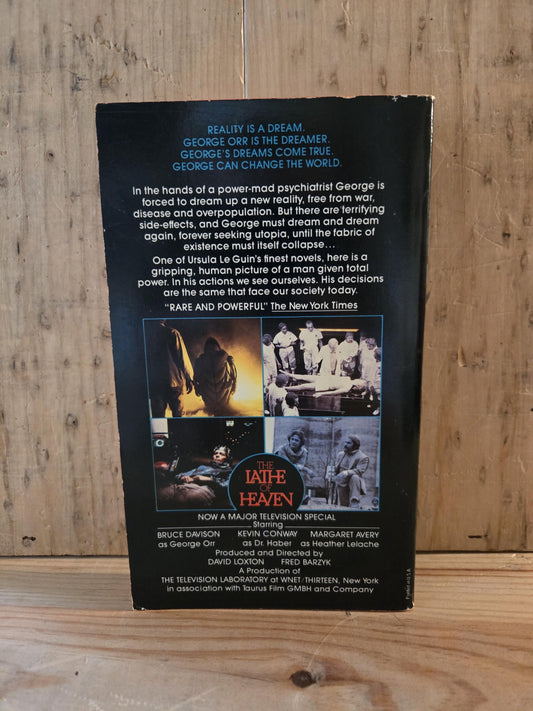 REALITY IS A DREAM.
GEORGE ORR IS THE DREAMER.
GEORGE'S DREAMS COME TRUE.
GEORGE CAN CHANGE THE WORLD.
In the hands of a power-mad psychiatrist George is
forced to dream up a new reality, free from war,
disease and overpopulation. But there are terrifying
side-effects, and George must dream and dream
again, forever seeking utopia, until the fabric of
existence must itself collapse...
One of Ursula Le Guin's finest novels, here is a
gripping, human picture of a man given total
power. In his actions we see ourselves. His decisions
are the same that face our society today.
"RARE AND POWERFUL" The New York Times
THE
LATHE
OF
HEAVEN
NOW A MAJOR TELEVISION SPECIAL
Starring
BRUCE DAVISON KEVIN CONWAY MARGARET AVERY
as George Orr as Dr. Haber as Heather Lelache
Produced and Directed by
DAVID LOXTON FRED BARZYK
A Production of
THE TELEVISION LABORATORY at WNET/THIRTEEN, New York
in association with Taurus Film GMBH and Company
Printed in U.S.A.